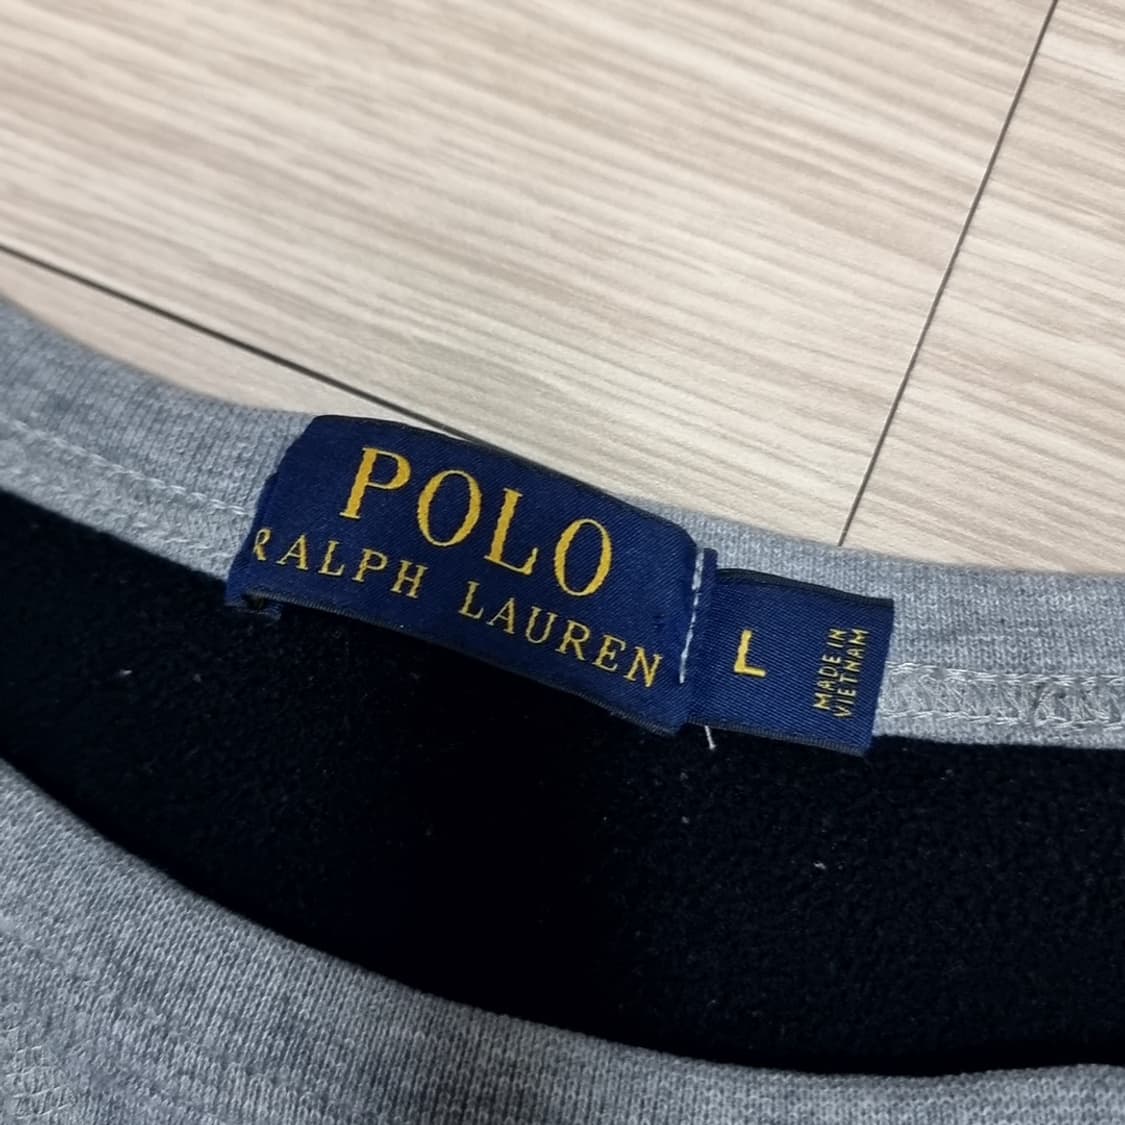 POLO
RALPH LAUREN
L
MADE IN
VIETNAM